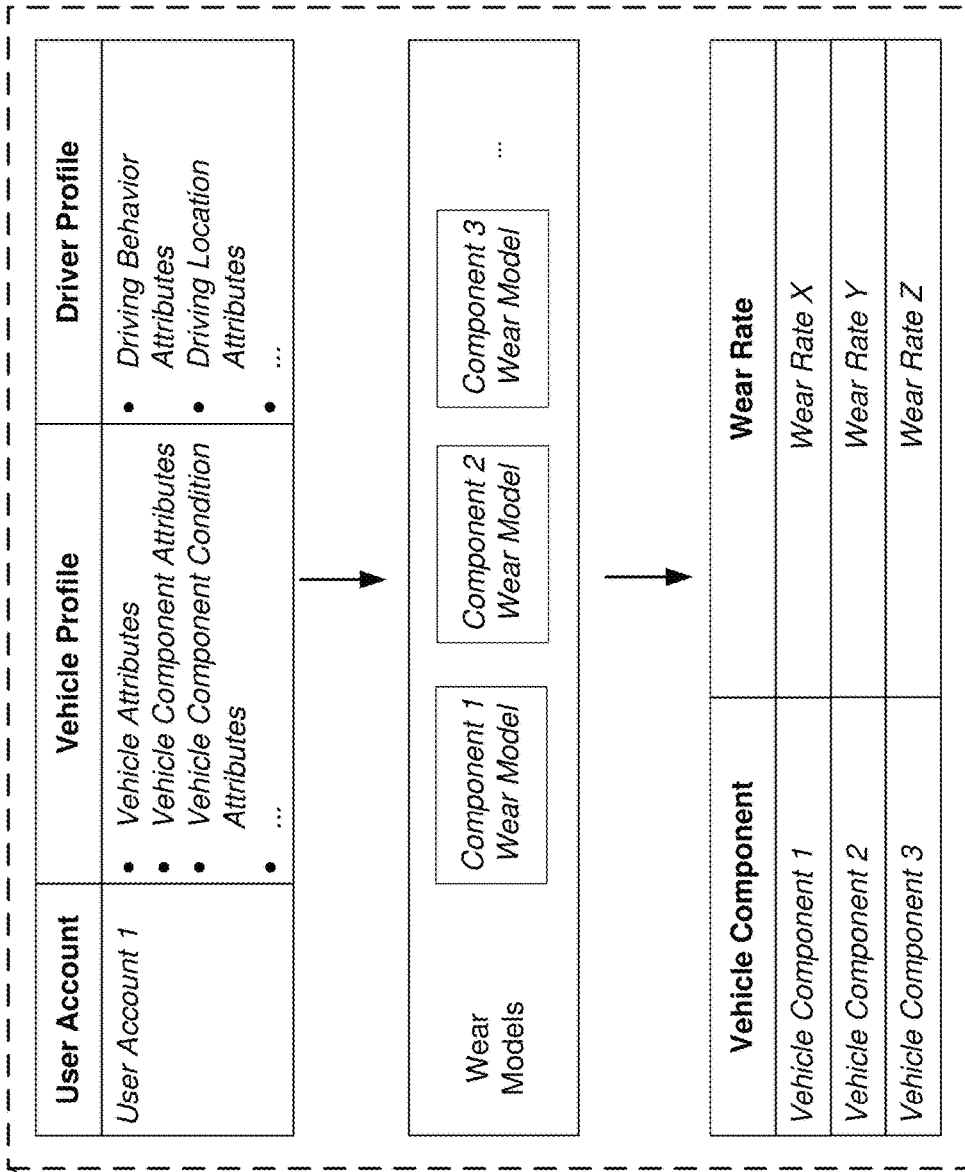 User Account
Vehicle Profile
Driver Profile
User Account 1
• Vehicle Attributes
• Vehicle Component Attributes
• Vehicle Component Condition
Attributes
• ...
• Driving Behavior
Attributes
• Driving Location
Attributes
• ...
Wear
Models
Component 1
Wear Model
Component 2
Wear Model
Component 3
Wear Model
...
Vehicle Component
Wear Rate
Vehicle Component 1
Wear Rate X
Vehicle Component 2
Wear Rate Y
Vehicle Component 3
Wear Rate Z